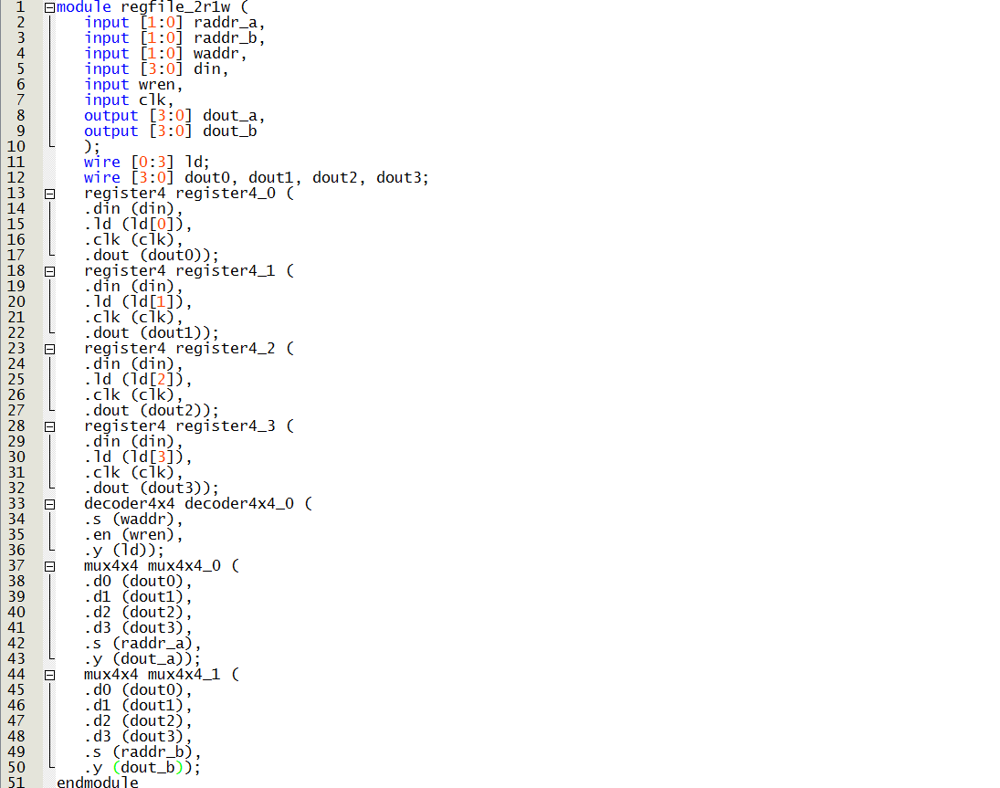 1 module regfile_2r1w (
2 input [1:0] raddr_a,
3 input [1:0] raddr_b,
4 input [1:0] waddr,
5 input [3:0] din,
6 input wren,
7 input clk,
8 output [3:0] dout_a,
9 output [3:0] dout_b
10 );
11 wire [0:3] ld;
12 wire [3:0] dout0, dout1, dout2, dout3;
13 register4 register4_0 (
14 .din (din),
15 .ld (ld[0]),
16 .clk (clk),
17 .dout (dout0));
18 register4 register4_1 (
19 .din (din),
20 .ld (ld[1]),
21 .clk (clk),
22 .dout (dout1));
23 register4 register4_2 (
24 .din (din),
25 .ld (ld[2]),
26 .clk (clk),
27 .dout (dout2));
28 register4 register4_3 (
29 .din (din),
30 .ld (ld[3]),
31 .clk (clk),
32 .dout (dout3));
33 decoder4x4 decoder4x4_0 (
34 .s (waddr),
35 .en (wren),
36 .y (ld));
37 mux4x4 mux4x4_0 (
38 .d0 (dout0),
39 .d1 (dout1),
40 .d2 (dout2),
41 .d3 (dout3),
42 .s (raddr_a),
43 .y (dout_a));
44 mux4x4 mux4x4_1 (
45 .d0 (dout0),
46 .d1 (dout1),
47 .d2 (dout2),
48 .d3 (dout3),
49 .s (raddr_b),
50 .y (dout_b));
51 endmodule